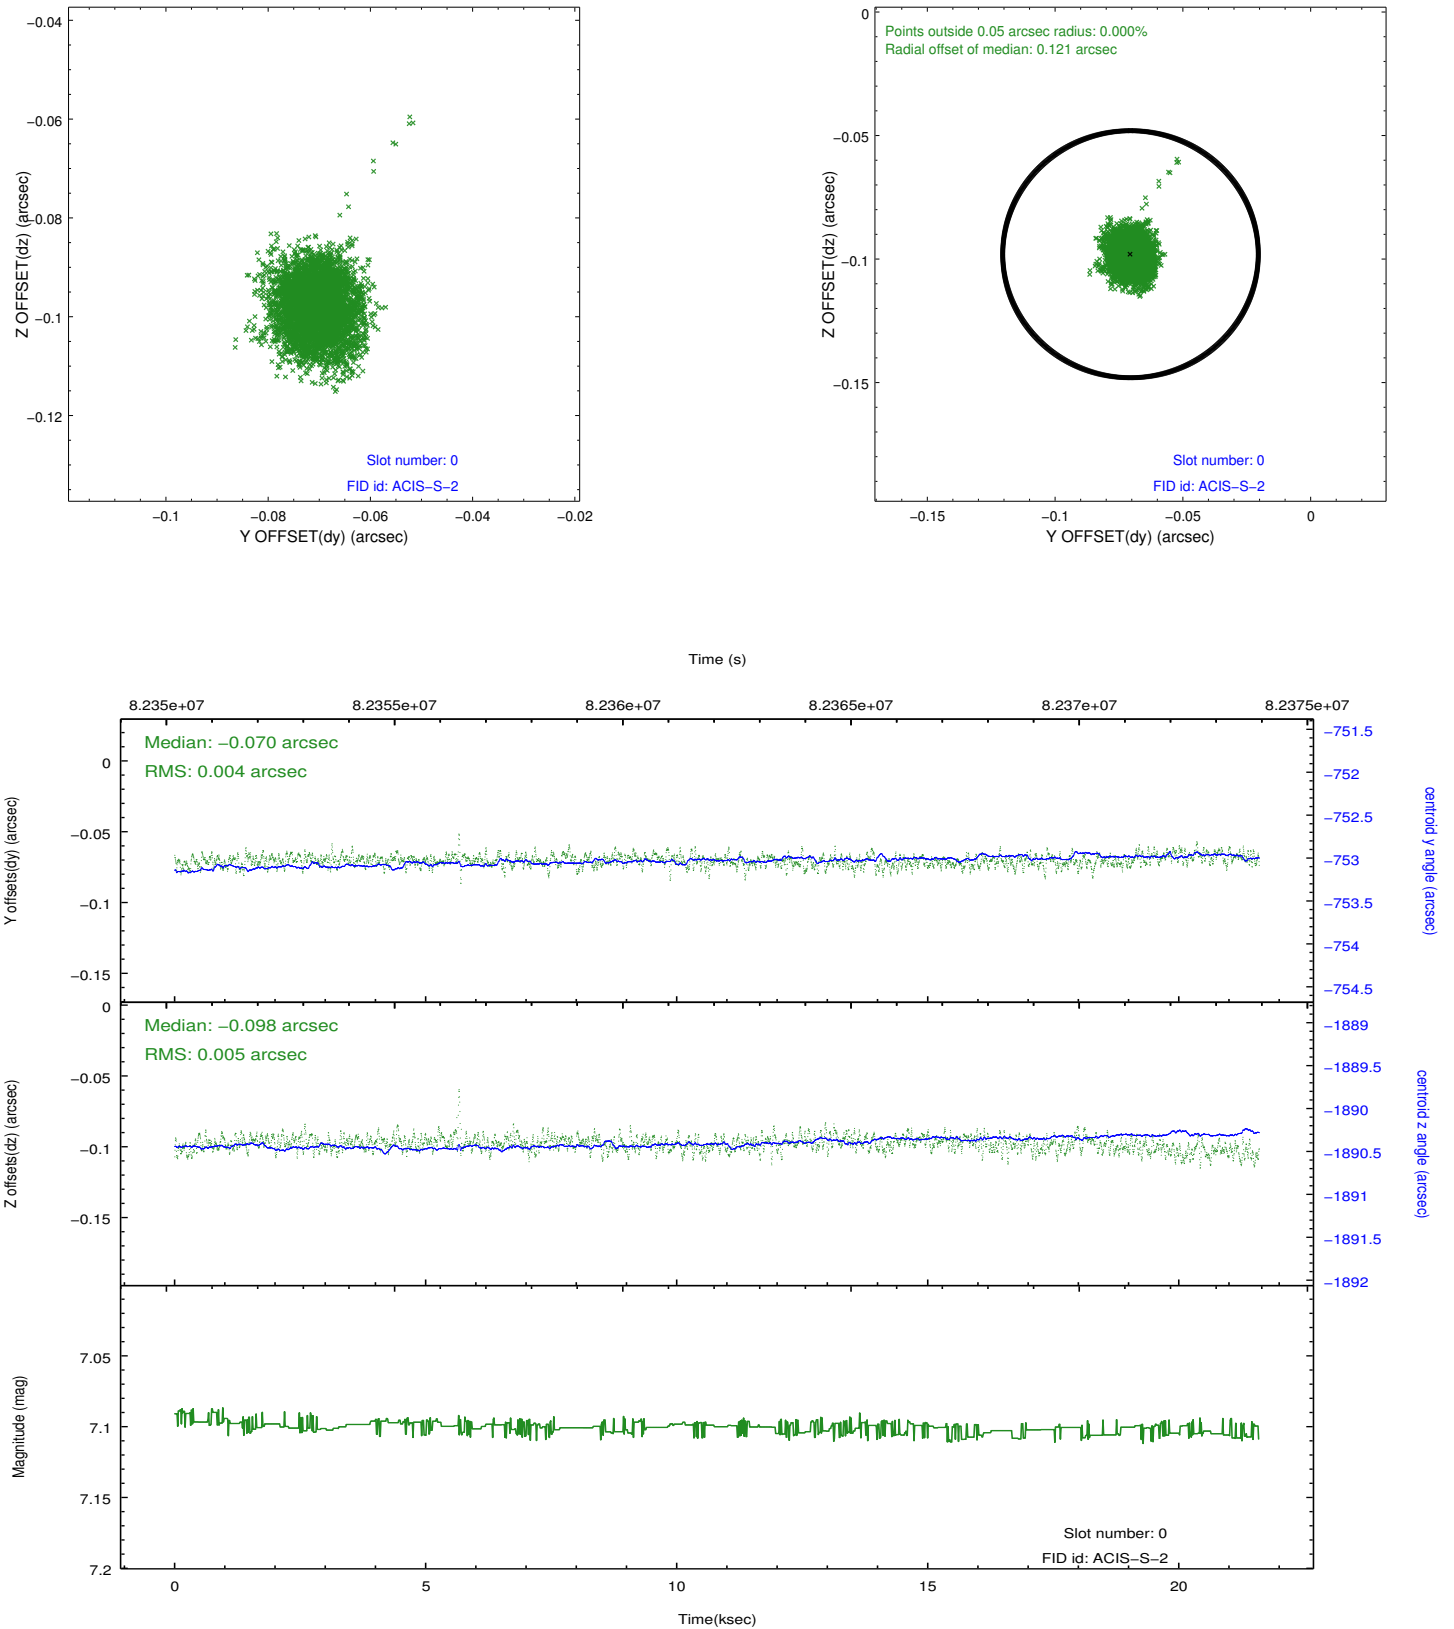 −0.04
−0.06
−0.08
−0.1
−0.12
Z OFFSET(dz) (arcsec)
Slot number: 0
FID id: ACIS−S−2
−0.1
−0.08
−0.06
−0.04
−0.02
Y OFFSET(dy) (arcsec)
Points outside 0.05 arcsec radius: 0.000%
Radial offset of median: 0.121 arcsec
0
−0.05
−0.1
−0.15
Z OFFSET(dz) (arcsec)
Slot number: 0
FID id: ACIS−S−2
−0.15
−0.1
−0.05
0
Y OFFSET(dy) (arcsec)
Time (s)
8.235e+07
8.2355e+07
8.236e+07
8.2365e+07
8.237e+07
8.2375e+07
Median: −0.070 arcsec
RMS: 0.004 arcsec
0
−0.05
−0.1
−0.15
Y offsets(dy) (arcsec)
−751.5
−752
−752.5
−753
−753.5
−754
−754.5
centroid y angle (arcsec)
Median: −0.098 arcsec
RMS: 0.005 arcsec
0
−0.05
−0.1
−0.15
Z offsets(dz) (arcsec)
−1889
−1889.5
−1890
−1890.5
−1891
−1891.5
−1892
centroid z angle (arcsec)
7.05
7.1
7.15
7.2
Magnitude (mag)
Slot number: 0
FID id: ACIS−S−2
0
5
10
15
20
Time(ksec)